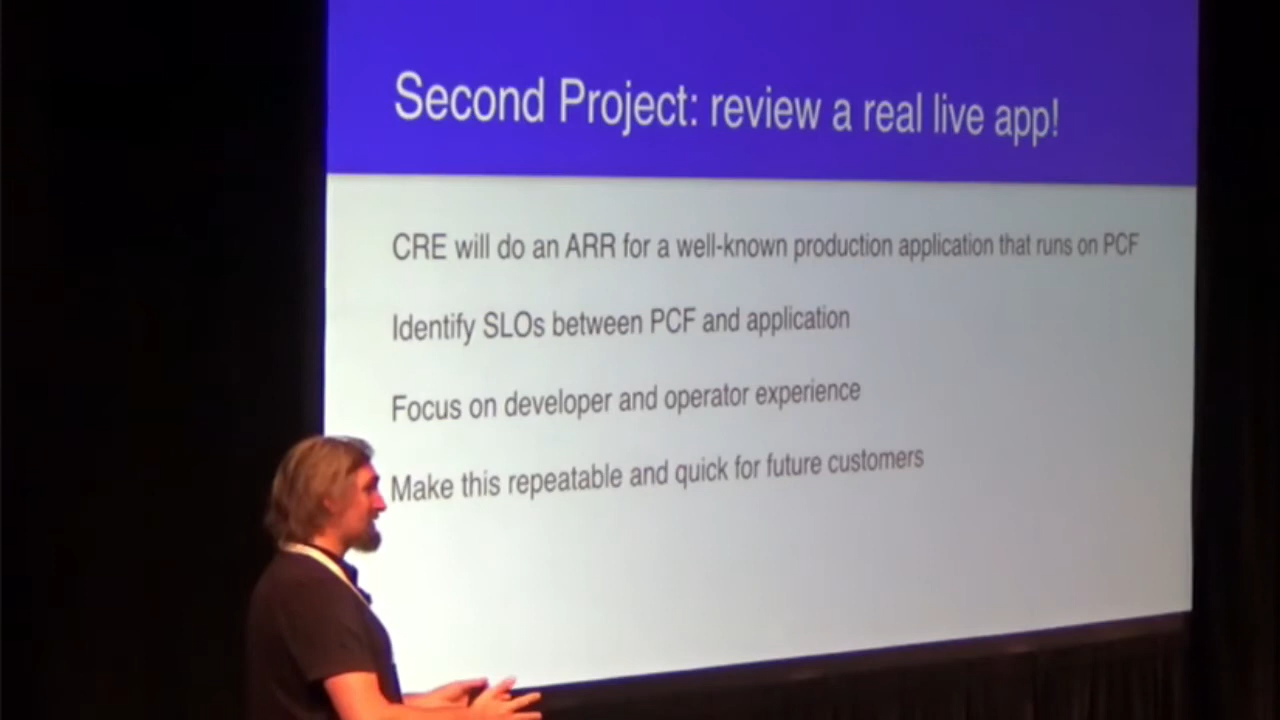 Second Project: review a real live app!
CRE will do an ARR for a well-known production application that runs on PCF
Identify SLOs between PCF and application
Focus on developer and operator experience
Make this repeatable and quick for future customers